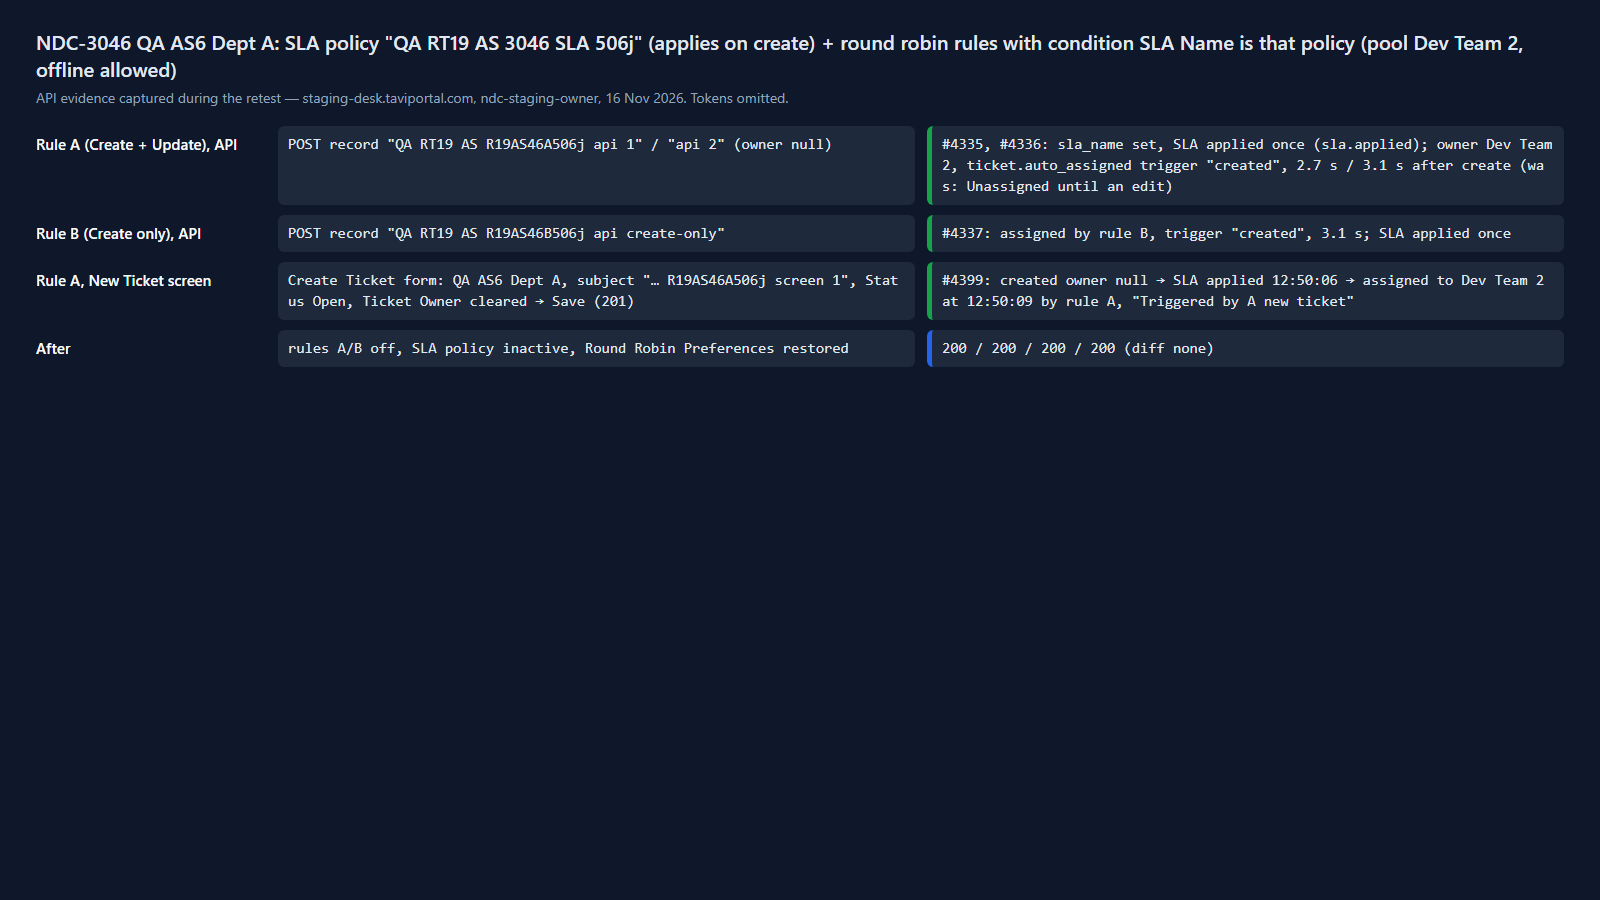 NDC-3046 QA AS6 Dept A: SLA policy "QA RT19 AS 3046 SLA 506j" (applies on create) + round robin rules with condition SLA Name is that policy (pool Dev Team 2,
offline allowed)
API evidence captured during the retest — staging-desk.taviportal.com, ndc-staging-owner, 16 Nov 2026. Tokens omitted.
Rule A (Create + Update), API
POST record "QA RT19 AS R19AS46A506j api 1" / "api 2" (owner null)
#4335, #4336: sla_name set, SLA applied once (sla.applied); owner Dev Team
2, ticket.auto_assigned trigger "created", 2.7 s / 3.1 s after create (wa
s: Unassigned until an edit)
Rule B (Create only), API
POST record "QA RT19 AS R19AS46B506j api create-only"
#4337: assigned by rule B, trigger "created", 3.1 s; SLA applied once
Rule A, New Ticket screen
Create Ticket form: QA AS6 Dept A, subject "… R19AS46A506j screen 1", Stat
us Open, Ticket Owner cleared → Save (201)
#4399: created owner null → SLA applied 12:50:06 → assigned to Dev Team 2
at 12:50:09 by rule A, "Triggered by A new ticket"
After
rules A/B off, SLA policy inactive, Round Robin Preferences restored
200 / 200 / 200 / 200 (diff none)